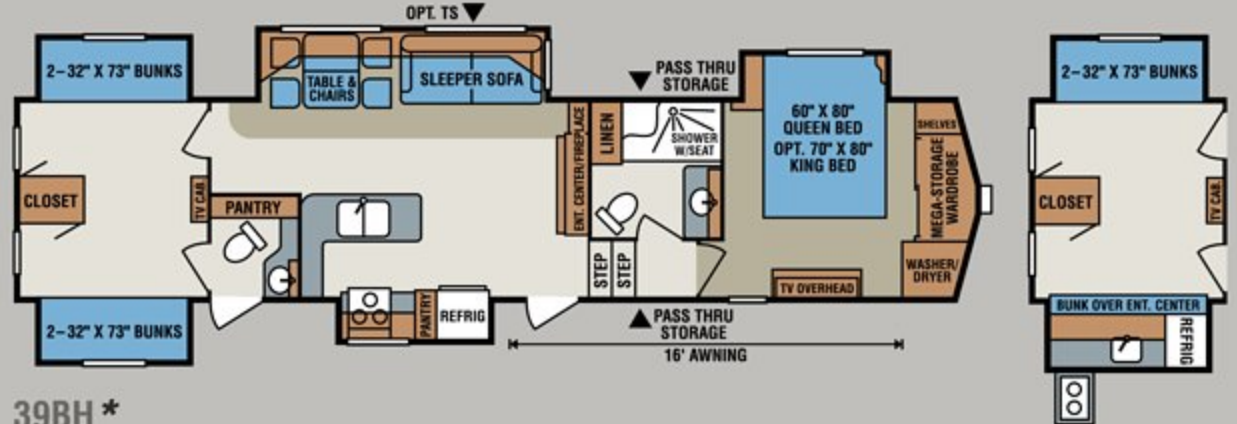 OPT. TS
2-32" X 73" BUNKS
TABLE &
CHAIRS
SLEEPER SOFA
PASS THRU
STORAGE
60" X 80"
QUEEN BED
OPT. 70" X 80"
KING BED
SHELVES
LINEN
SHOWER
W/SEAT
ENT. CENTER/FIREPLACE
MEGA-STORAGE
WARDROBE
CLOSET
TV CAB.
PANTRY
STEP
STEP
WASHER/
DRYER
TV OVERHEAD
PANTRY
REFRIG
2-32" X 73" BUNKS
PASS THRU
STORAGE
16' AWNING
39BH *
2-32" X 73" BUNKS
CLOSET
TV CAB.
BUNK OVER ENT. CENTER
REFRIG